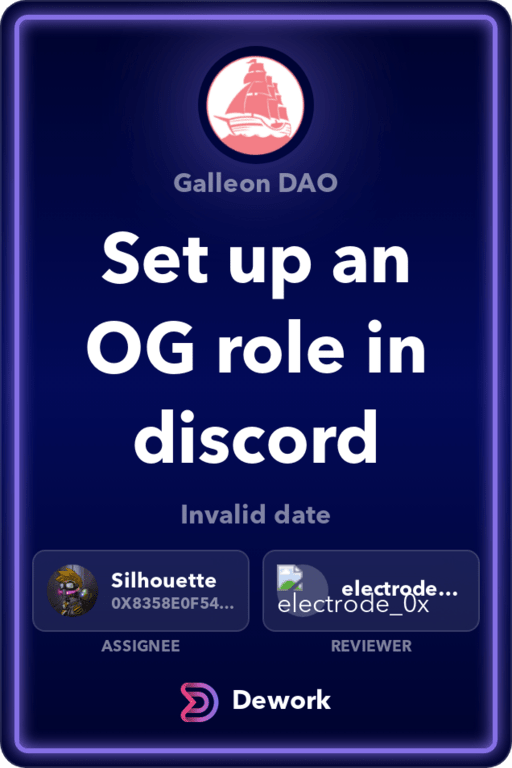 Galleon DAO
Set up an
OG role in
discord
Invalid date
Silhouette
0X8358E0F54...
electrode...
electrode_0x
ASSIGNEE
REVIEWER
Dework